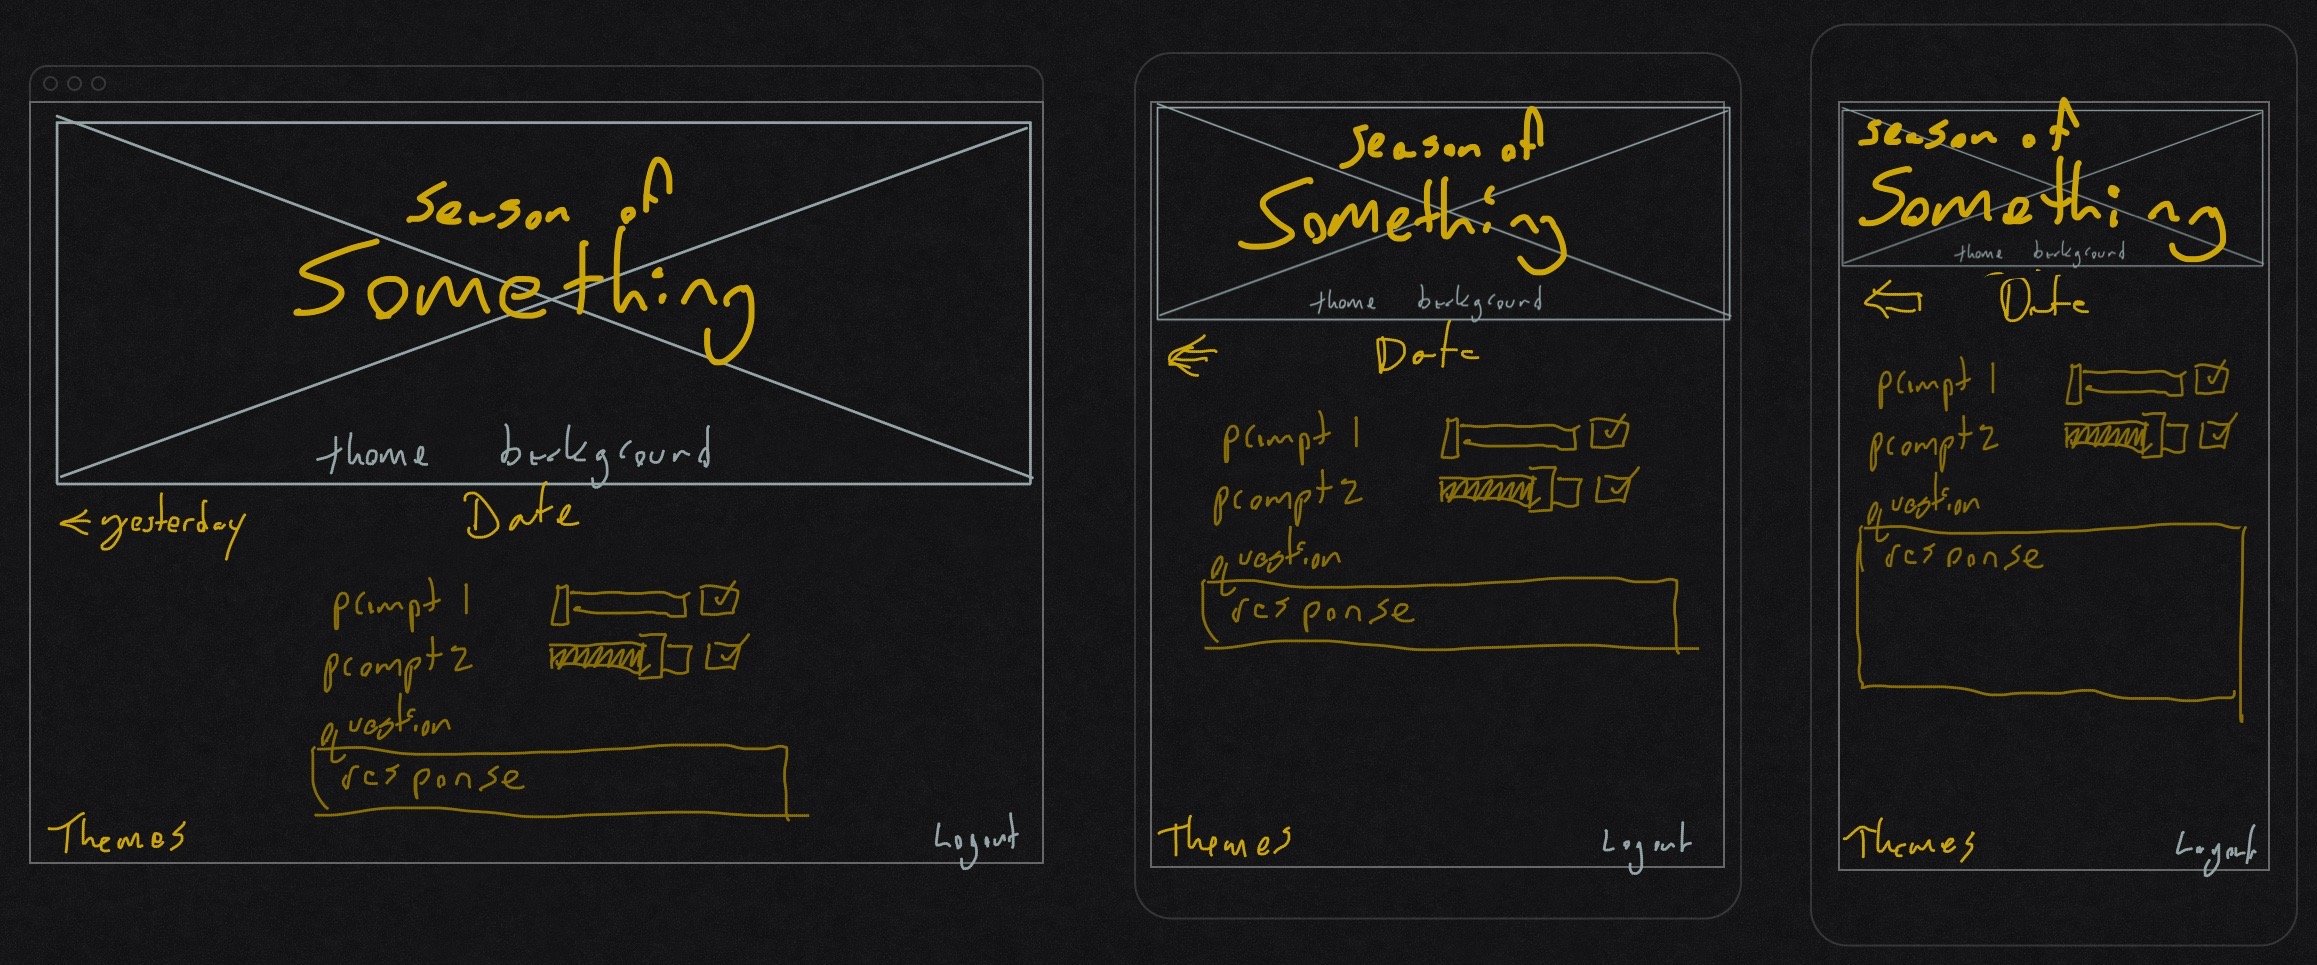 Season of
Something
theme background
← yesterday Date
prompt 1
prompt 2
question
response
Themes Logout
Season of
Something
theme background
← Date
prompt 1
prompt 2
question
response
Themes Logout
Season of
Something
theme background
← Date
prompt 1
prompt 2
question
response
Themes Logout